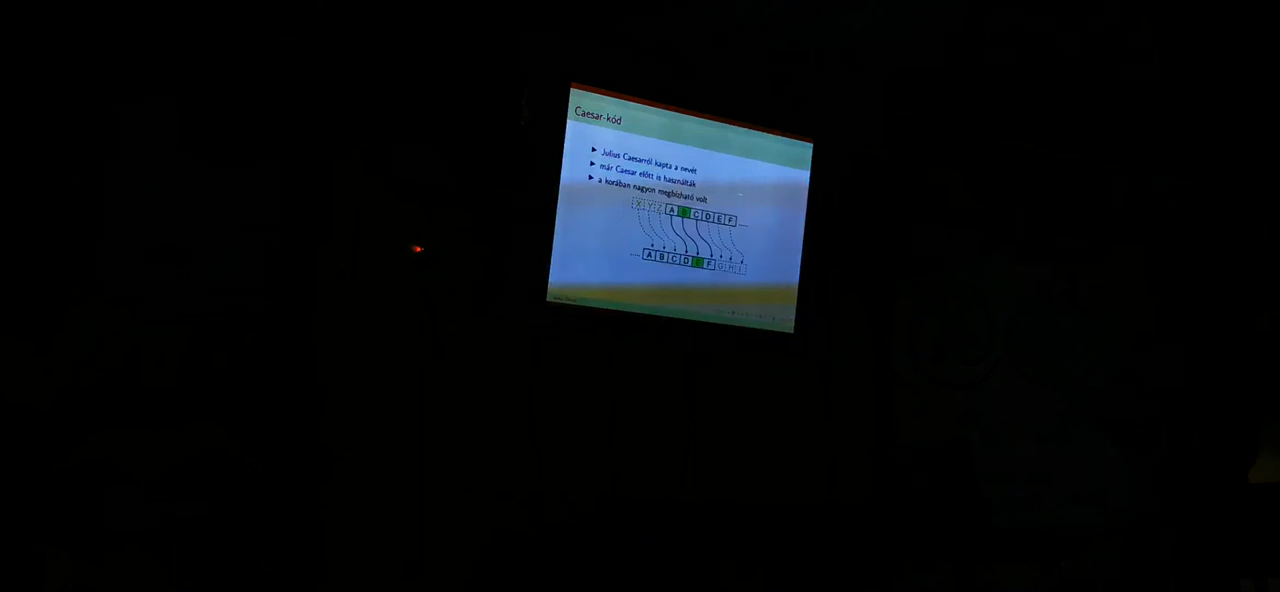 Caesar-kód
▶ Julius Caesarról kapta a nevét
▶ már Caesar előtt is használták
▶ a korában nagyon megbízható volt
X Y Z A B C D E F ....
.... A B C D E F G H I